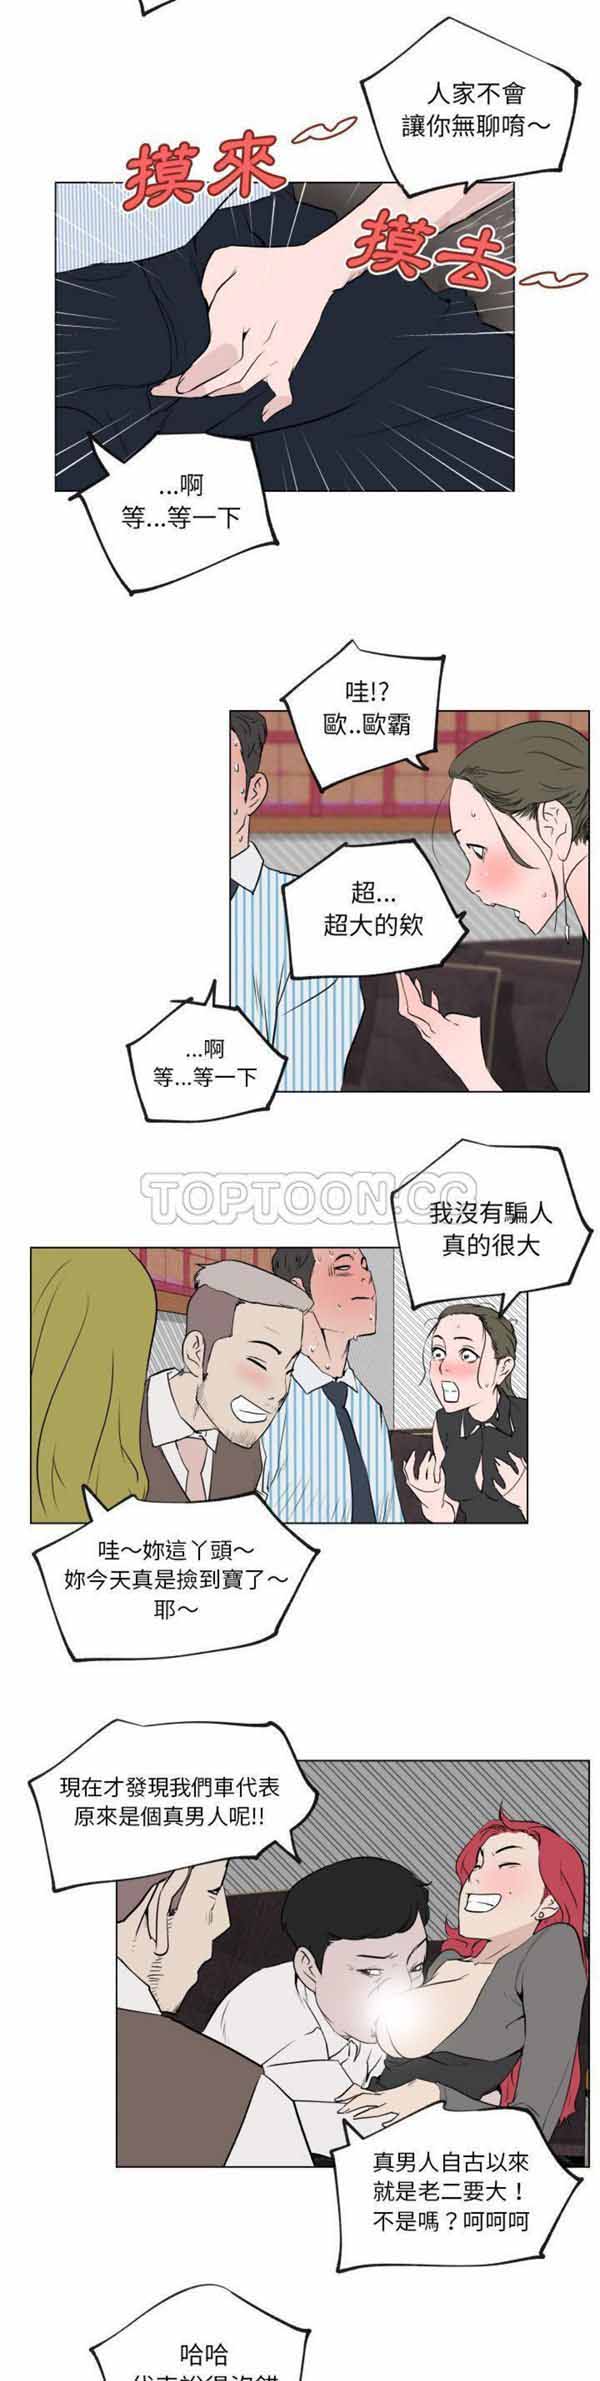 人家不會
讓你無聊唷～
摸來～
摸去～
...啊
等...等一下
哇!?
歐..歐霸
超...
超大的欸
...啊
等...等一下
TOPTOON.CC
我沒有騙人
真的很大
哇～妳這丫頭～
妳今天真是撿到寶了～
耶～
現在才發現我們車代表
原來是個真男人呢!!
真男人自古以來
就是老二要大！
不是嗎？呵呵呵
哈哈